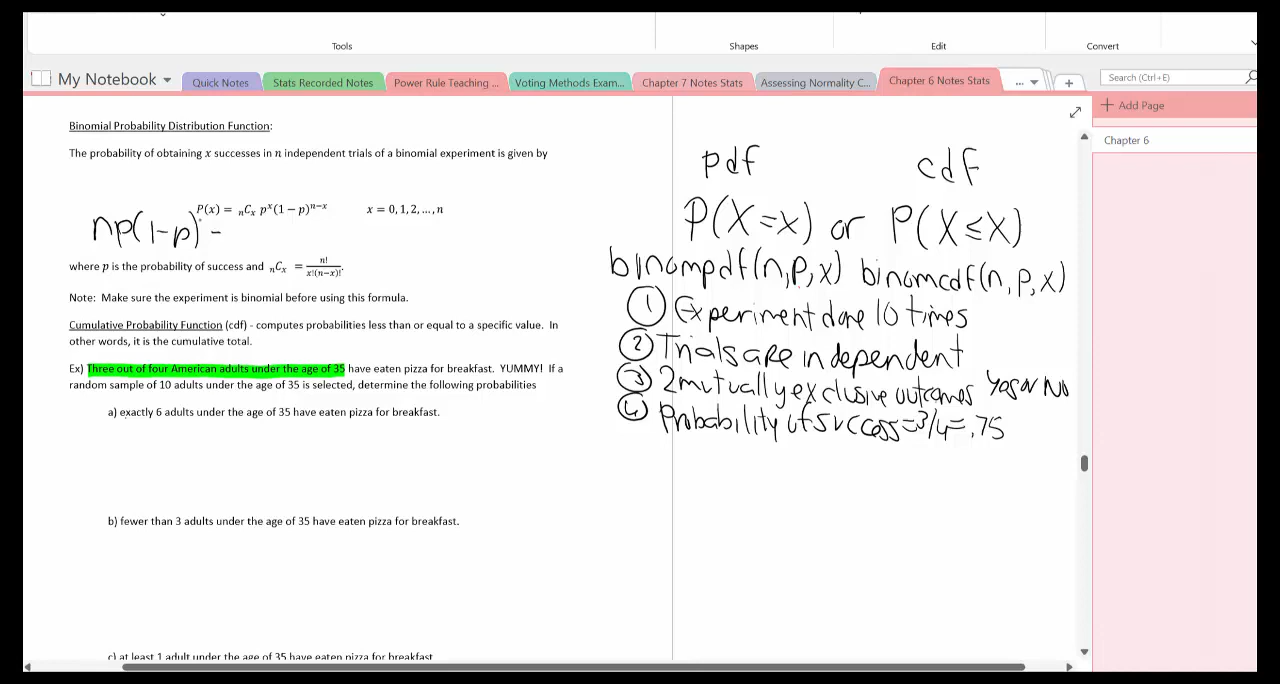 Tools
Shapes
Edit
Convert
My Notebook
Quick Notes
Stats Recorded Notes
Power Rule Teaching ...
Voting Methods Exam...
Chapter 7 Notes Stats
Assessing Normality C...
Chapter 6 Notes Stats
...
Search (Ctrl+E)
+ Add Page
Chapter 6
Binomial Probability Distribution Function:
The probability of obtaining x successes in n independent trials of a binomial experiment is given by
P(x) = nCx p^x(1 − p)^n−x x = 0, 1, 2, ..., n
np(1-p) -
where p is the probability of success and nCx = n!/x!(n−x)!.
Note: Make sure the experiment is binomial before using this formula.
Cumulative Probability Function (cdf) - computes probabilities less than or equal to a specific value. In
other words, it is the cumulative total.
Ex) Three out of four American adults under the age of 35 have eaten pizza for breakfast. YUMMY! If a
random sample of 10 adults under the age of 35 is selected, determine the following probabilities
a) exactly 6 adults under the age of 35 have eaten pizza for breakfast.
b) fewer than 3 adults under the age of 35 have eaten pizza for breakfast.
c) at least 1 adult under the age of 35 have eaten pizza for breakfast
pdf cdf
P(X=x) or P(X≤x)
binompdf(n,p,x) binomcdf(n,p,x)
① Experiment done 10 times
② Trials are independent
③ 2 mutually exclusive outcomes Yes or No
④ Probability of success=3/4=.75